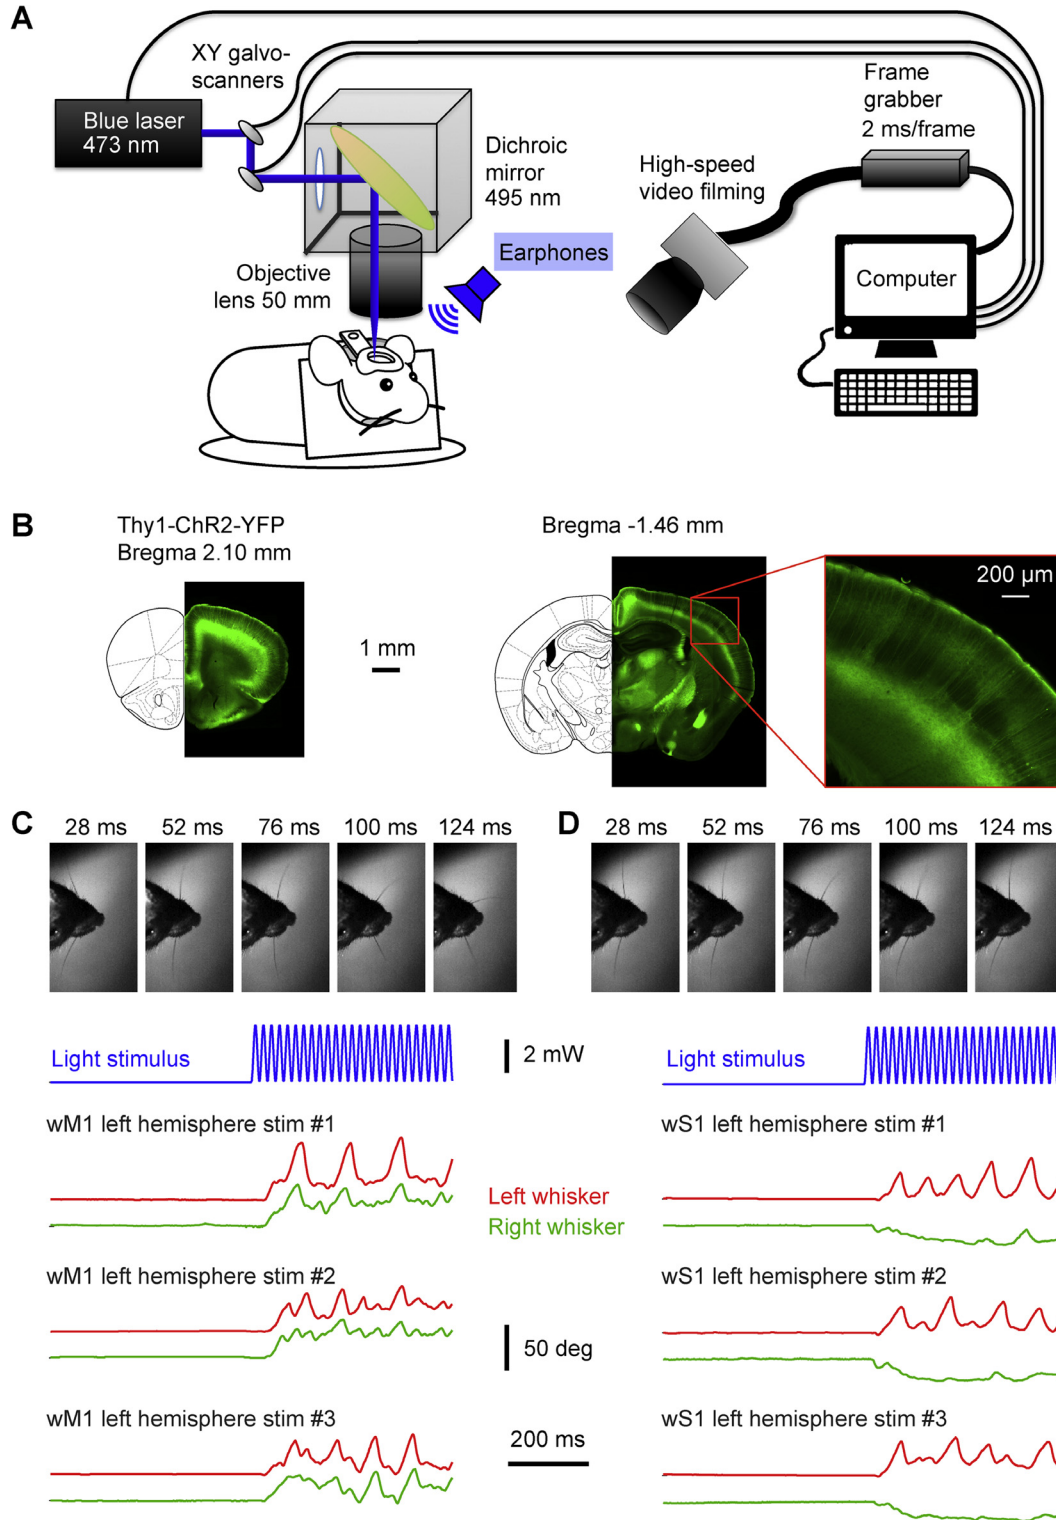 A
XY galvo-
scanners
Blue laser
473 nm
Dichroic
mirror
495 nm
Objective
lens 50 mm
Earphones
High-speed
video filming
Frame
grabber
2 ms/frame
Computer
B
Thy1-ChR2-YFP
Bregma 2.10 mm
1 mm
Bregma -1.46 mm
200 µm
C
28 ms 52 ms 76 ms 100 ms 124 ms
Light stimulus
2 mW
wM1 left hemisphere stim #1
Left whisker
Right whisker
wM1 left hemisphere stim #2
50 deg
wM1 left hemisphere stim #3
200 ms
D
28 ms 52 ms 76 ms 100 ms 124 ms
Light stimulus
wS1 left hemisphere stim #1
wS1 left hemisphere stim #2
wS1 left hemisphere stim #3